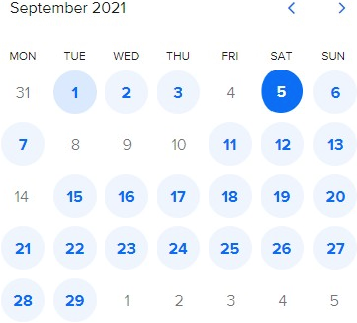 September 2021
MON TUE WED THU FRI SAT SUN
31 1 2 3 4 5 6
7 8 9 10 11 12 13
14 15 16 17 18 19 20
21 22 23 24 25 26 27
28 29 1 2 3 4 5